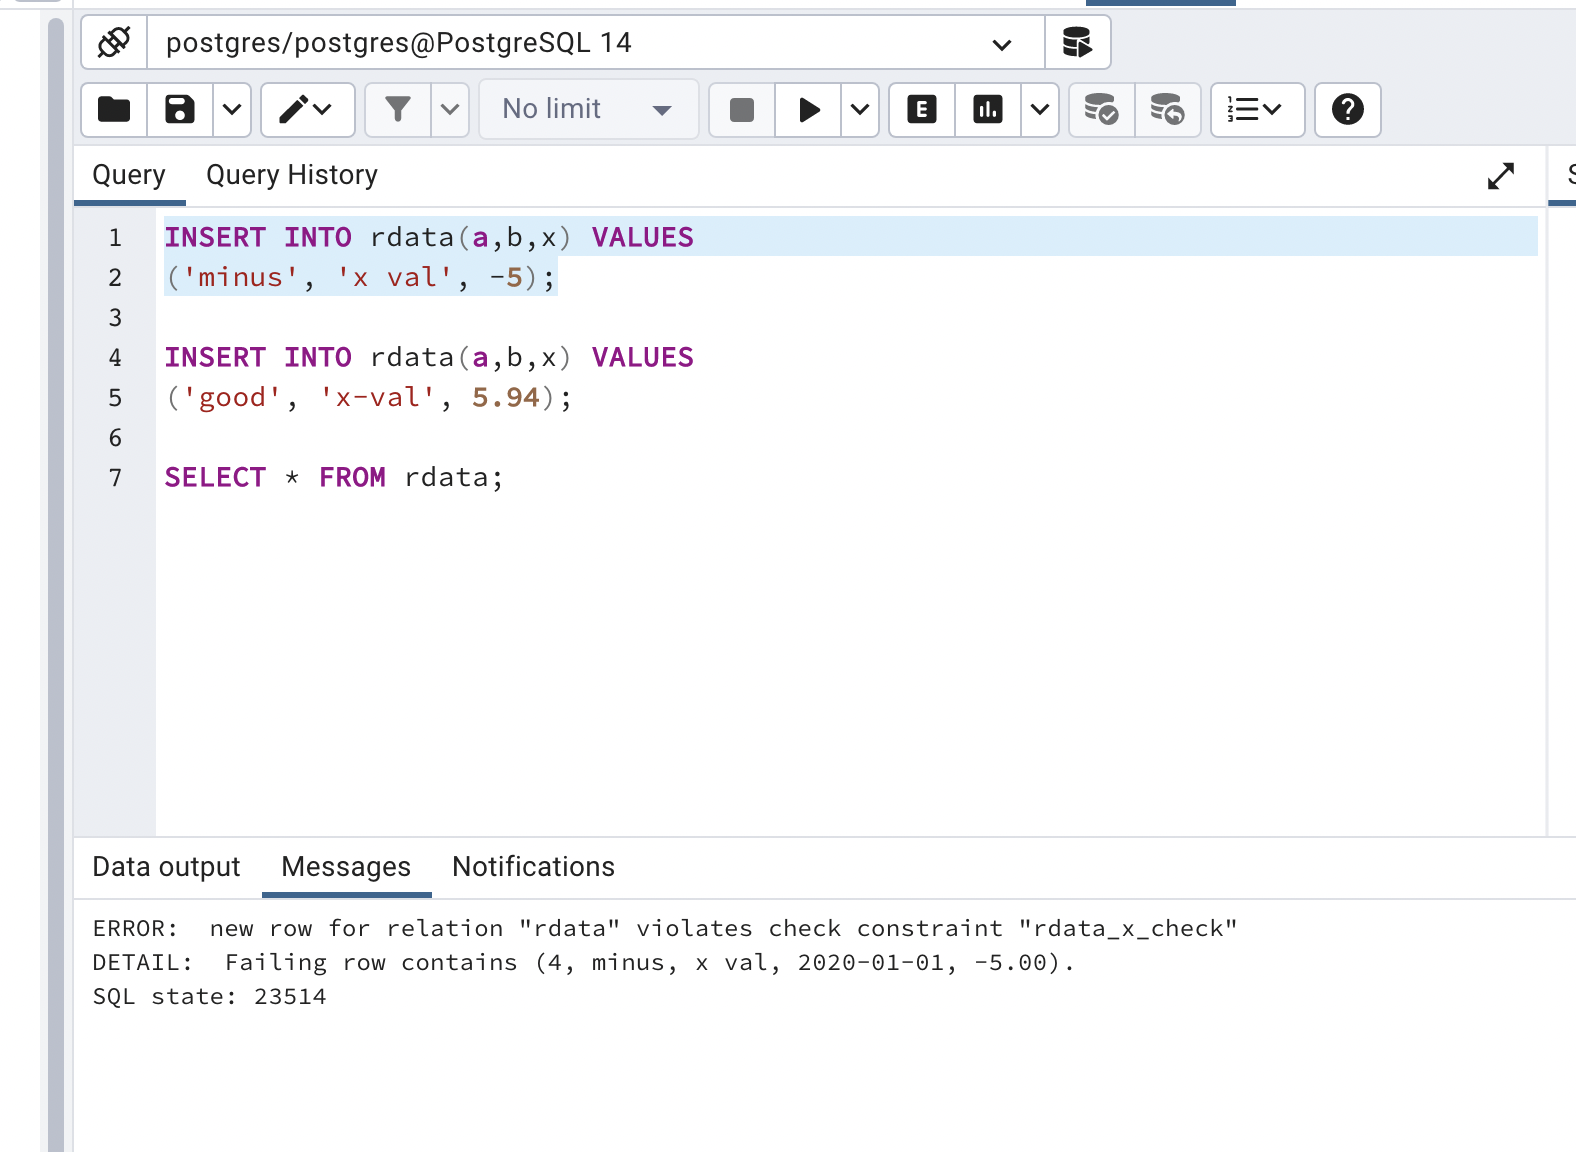 postgres/postgres@PostgreSQL 14
No limit
E
Query
Query History
1 INSERT INTO rdata(a,b,x) VALUES
2 ('minus', 'x val', -5);
3
4 INSERT INTO rdata(a,b,x) VALUES
5 ('good', 'x-val', 5.94);
6
7 SELECT * FROM rdata;
Data output
Messages
Notifications
ERROR:  new row for relation "rdata" violates check constraint "rdata_x_check"
DETAIL:  Failing row contains (4, minus, x val, 2020-01-01, -5.00).
SQL state: 23514